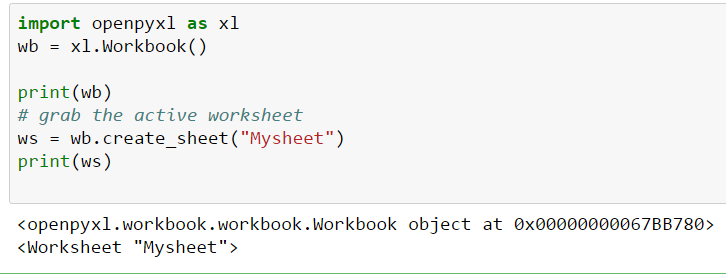 import openpyxl as xl
wb = xl.Workbook()
print(wb)
# grab the active worksheet
ws = wb.create_sheet("Mysheet")
print(ws)
<openpyxl.workbook.workbook.Workbook object at 0x00000000067BB780>
<Worksheet "Mysheet">